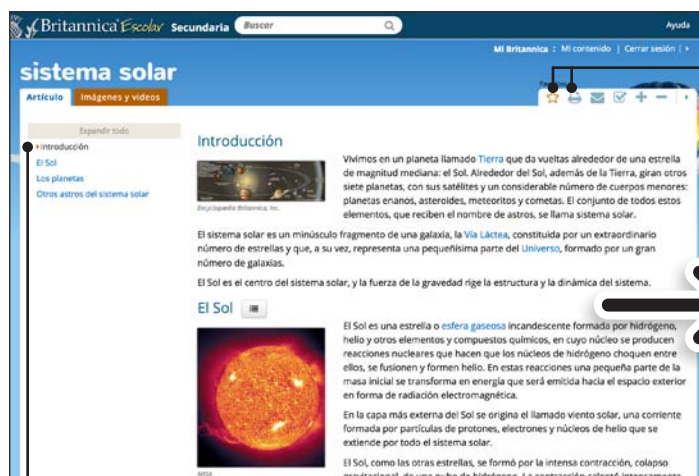 Britannica Escolar Secundaria Buscar Ayuda
Mi Britannica : Mi contenido | Cerrar sesión |
sistema solar
Artículo Imágenes y videos
Expandir todo
Introducción
El Sol
Los planetas
Otros astros del sistema solar
Introducción
Encyclopædia Britannica, Inc.
Vivimos en un planeta llamado Tierra que da vueltas alrededor de una estrella
de magnitud mediana: el Sol. Alrededor del Sol, además de la Tierra, giran otros
siete planetas, con sus satélites y un considerable número de cuerpos menores:
planetas enanos, asteroides, meteoritos y cometas. El conjunto de todos estos
elementos, que reciben el nombre de astros, se llama sistema solar.
El sistema solar es un minúsculo fragmento de una galaxia, la Vía Láctea, constituida por un extraordinario
número de estrellas y que, a su vez, representa una pequeñísima parte del Universo, formado por un gran
número de galaxias.
El Sol es el centro del sistema solar, y la fuerza de la gravedad rige la estructura y la dinámica del sistema.
El Sol
NASA
El Sol es una estrella o esfera gaseosa incandescente formada por hidrógeno,
helio y otros elementos y compuestos químicos, en cuyo núcleo se producen
reacciones nucleares que hacen que los núcleos de hidrógeno choquen entre
ellos, se fusionen y formen helio. En estas reacciones una pequeña parte de la
masa inicial se transforma en energía que será emitida hacia el espacio exterior
en forma de radiación electromagnética.
En la capa más externa del Sol se origina el llamado viento solar, una corriente
formada por partículas de protones, electrones y núcleos de helio que se
extiende por todo el sistema solar.
El Sol, como las otras estrellas, se formó por la intensa contracción, colapso
gravitacional, de una nube de hidrógeno. La contracción calentó intensamente